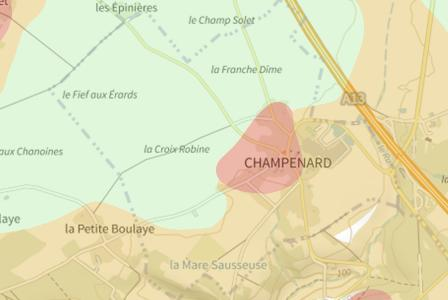 les Épinières
le Champ Solet
la Franche Dîme
le Fief aux Érards
A13
aux Chanoines
la Croix Robine
CHAMPENARD
laye
la Petite Boulaye
la Mare Sausseuse
100